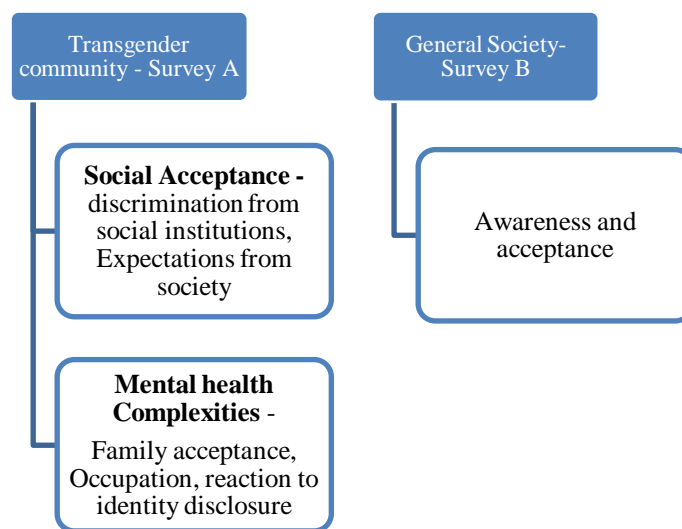 Transgender
community - Survey A
Social Acceptance -
discrimination from
social institutions,
Expectations from
society
Mental health
Complexities -
Family acceptance,
Occupation, reaction to
identity disclosure
General Society-
Survey B
Awareness and
acceptance